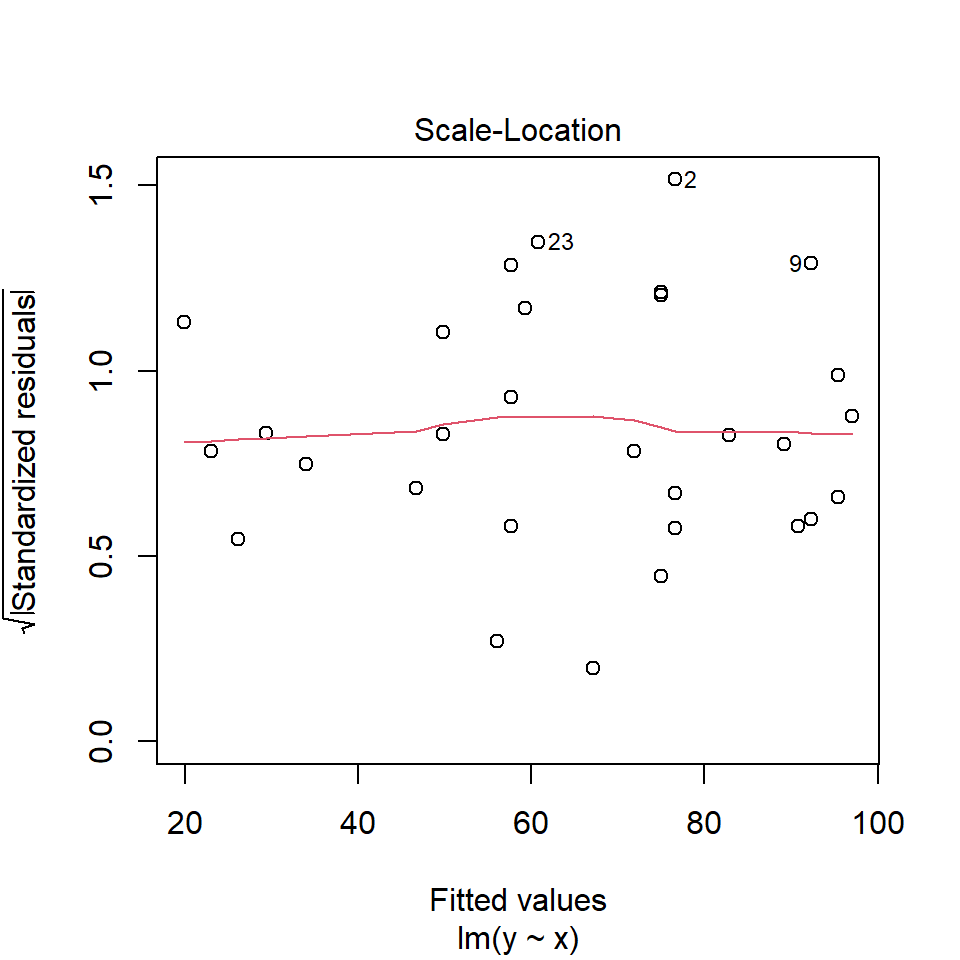 Scale-Location
√|Standardized residuals|
1.5
1.0
0.5
0.0
2
23
9
20 40 60 80 100
Fitted values
lm(y ~ x)